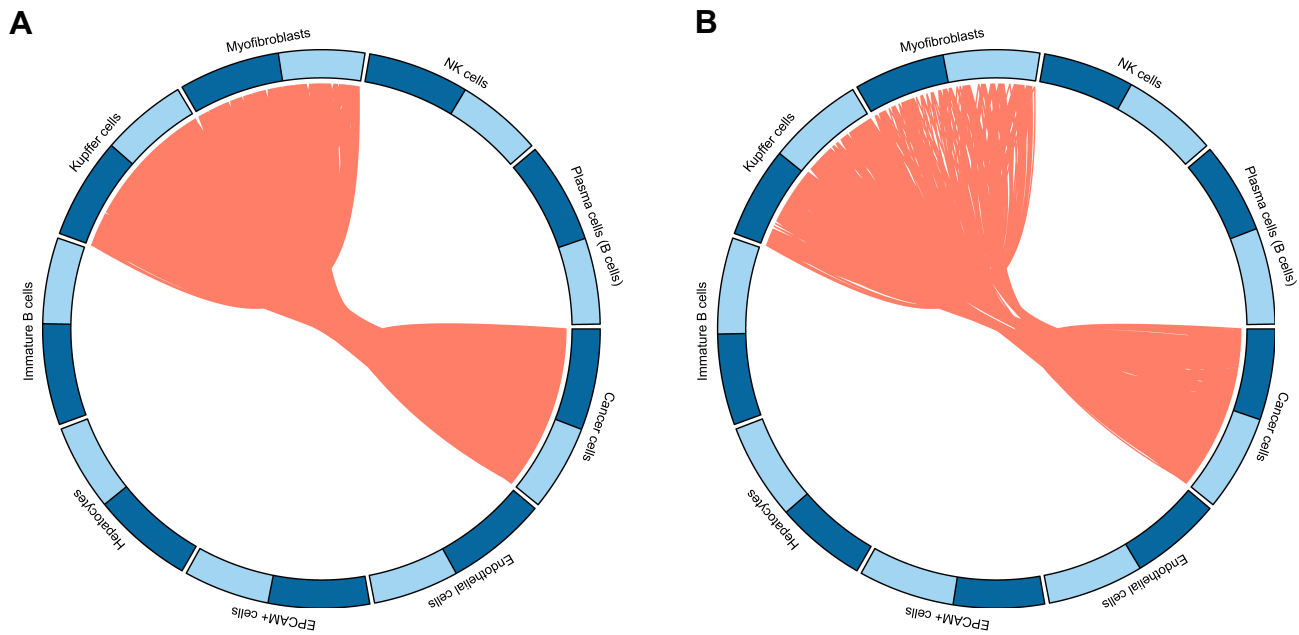 A
Myofibroblasts
NK cells
Kupffer cells
Plasma cells (B cells)
Immature B cells
Cancer cells
Hepatocytes
Endothelial cells
EPCAM+ cells
B
Myofibroblasts
NK cells
Kupffer cells
Plasma cells (B cells)
Immature B cells
Cancer cells
Hepatocytes
Endothelial cells
EPCAM+ cells